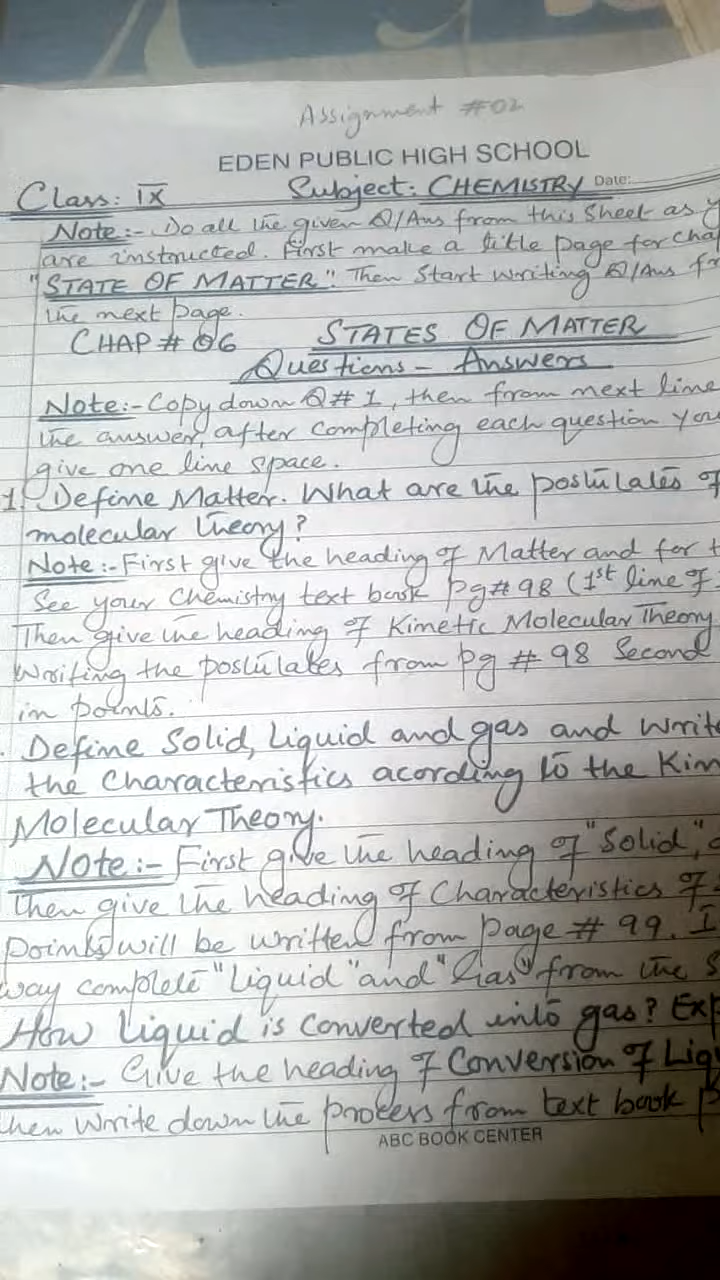 Assignment #02
EDEN PUBLIC HIGH SCHOOL
Class: IX Subject: CHEMISTRY Date:
Note:- Do all the given Q/Ans from this Sheet as
are instructed. First make a title page for
"STATE OF MATTER". Then Start writing Q/Ans
the next page.
CHAP # 06 STATES OF MATTER
Questions - Answers
Note:- Copy down Q# 1, then from next line
the answer, after completing each question
give one line space.
1. Define Matter. What are the postulates of
molecular theory?
Note:- First give the heading of Matter and for
See your Chemistry text book pg# 98 (1st line of
Then give the heading of Kinetic Molecular Theory
Writing the postulates from pg # 98 Second
in points.
Define Solid, Liquid and gas and write
the Characteristics acording to the
Molecular Theory.
Note:- First give the heading of "Solid",
then give the heading of Characteristics of
points will be written from page # 99. I
way complete "Liquid" and "Gas" from the
How Liquid is converted into gas?
Note:- Give the heading of Conversion of
then write down the process from text book
ABC BOOK CENTER